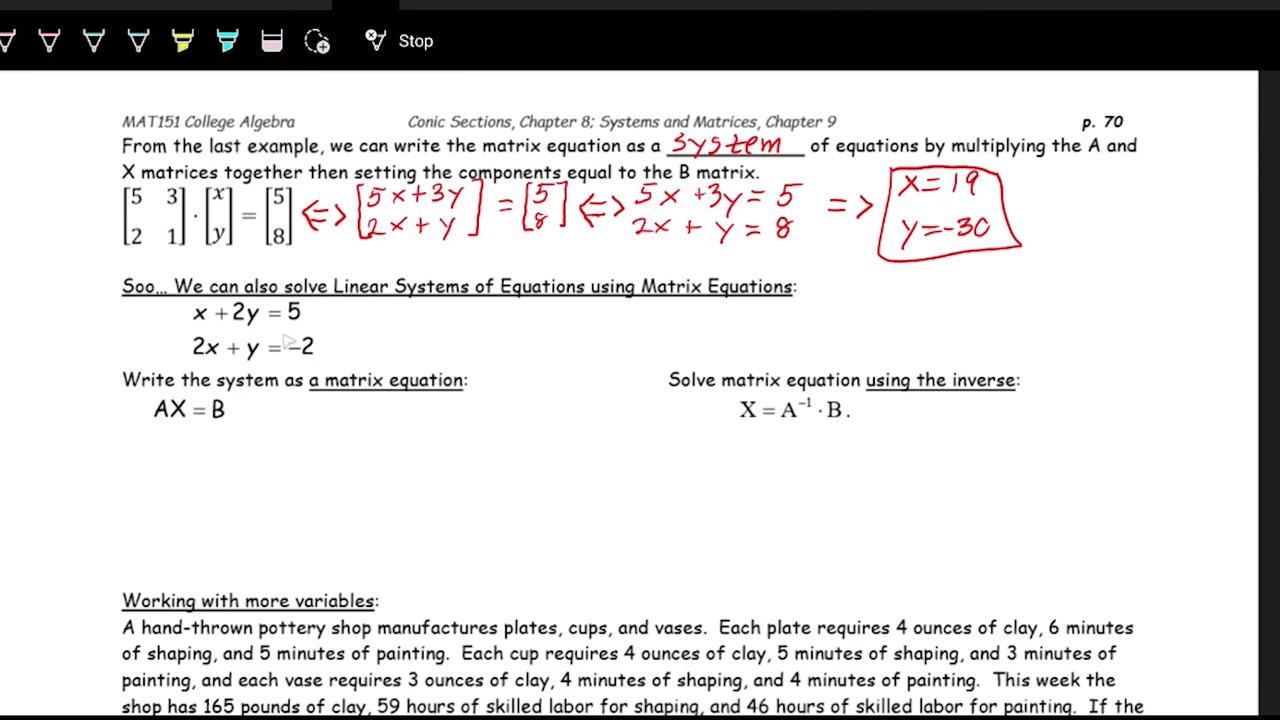 Stop
MAT151 College Algebra Conic Sections, Chapter 8; Systems and Matrices, Chapter 9 p. 70
From the last example, we can write the matrix equation as a system of equations by multiplying the A and
X matrices together then setting the components equal to the B matrix.
[5 3] · [x] = [5] <=> [5x+3y] = [5] <=> 5x+3y = 5 => x=19
[2 1] [y] [8] [2x+y] [8] 2x + y = 8 y=-30
Soo... We can also solve Linear Systems of Equations using Matrix Equations:
x + 2y = 5
2x + y = -2
Write the system as a matrix equation: Solve matrix equation using the inverse:
AX = B X = A⁻¹ · B.
Working with more variables:
A hand-thrown pottery shop manufactures plates, cups, and vases. Each plate requires 4 ounces of clay, 6 minutes
of shaping, and 5 minutes of painting. Each cup requires 4 ounces of clay, 5 minutes of shaping, and 3 minutes of
painting, and each vase requires 3 ounces of clay, 4 minutes of shaping, and 4 minutes of painting. This week the
shop has 165 pounds of clay, 59 hours of skilled labor for shaping, and 46 hours of skilled labor for painting. If the